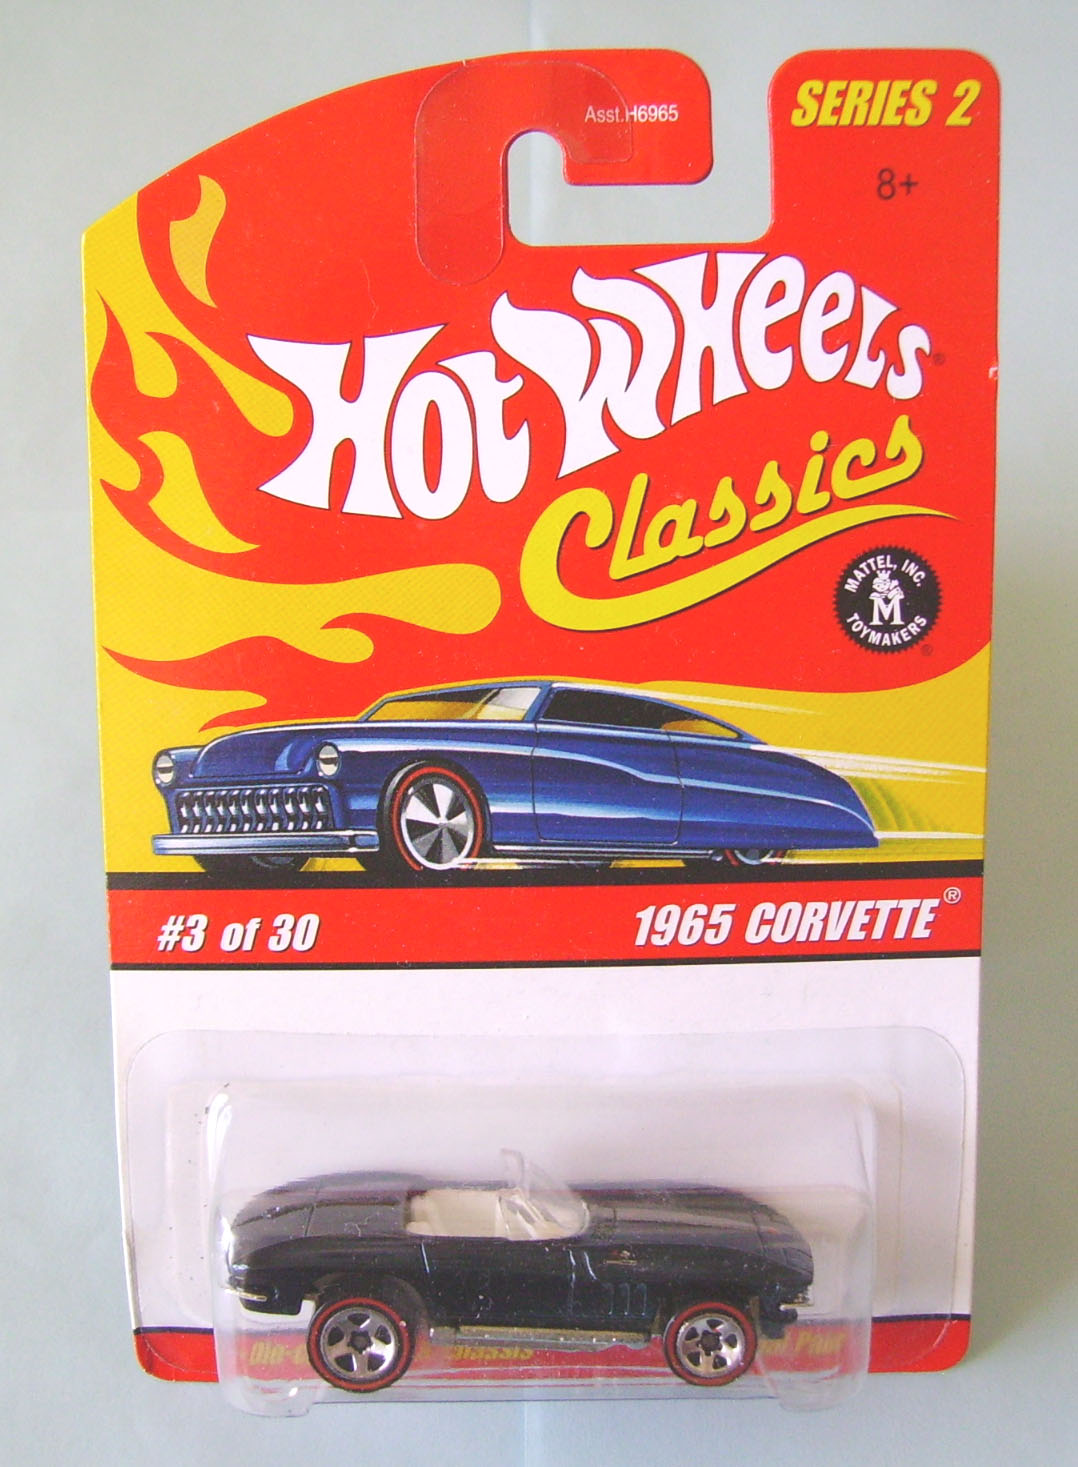 Asst.H6965
SERIES 2
8+
Hot Wheels®
Classics
MATTEL, INC.
M
TOYMAKERS
®
#3 of 30
1965 CORVETTE®